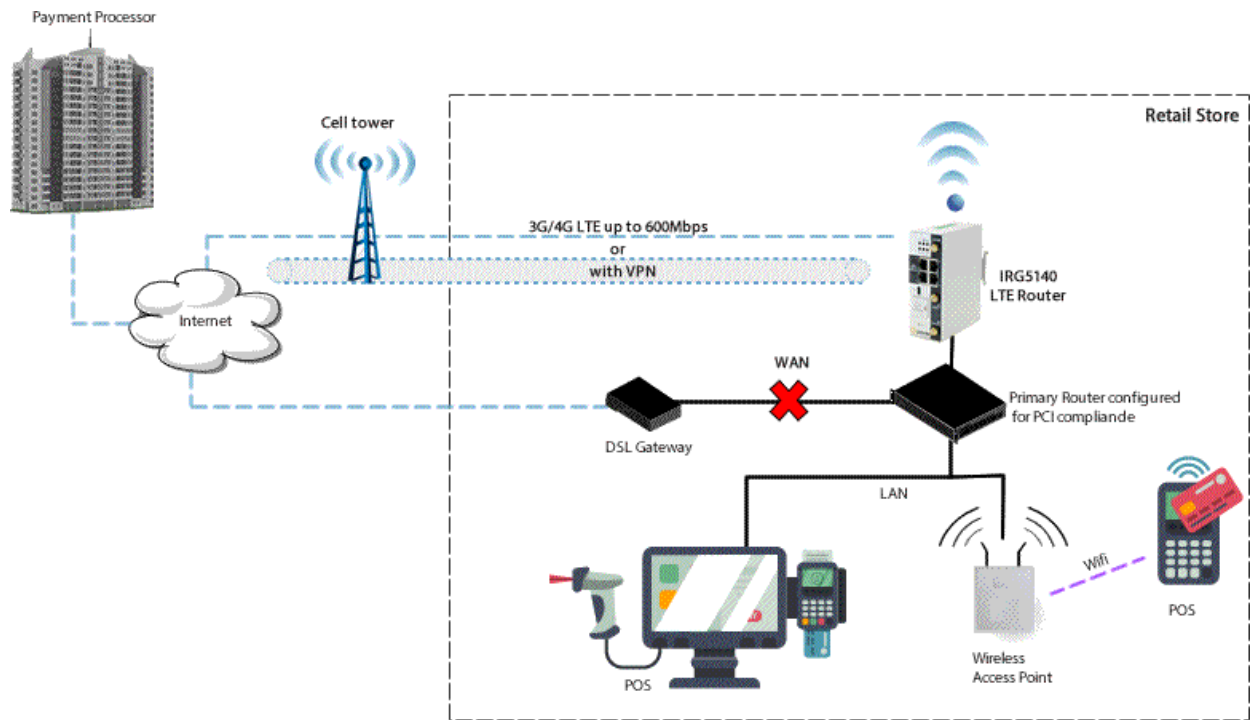 Payment Processor
Retail Store
Cell tower
3G/4G LTE up to 600Mbps
or
with VPN
IRG5140
LTE Router
Internet
WAN
Primary Router configured
for PCI compliande
DSL Gateway
LAN
Wifi
POS
Wireless
Access Point
POS